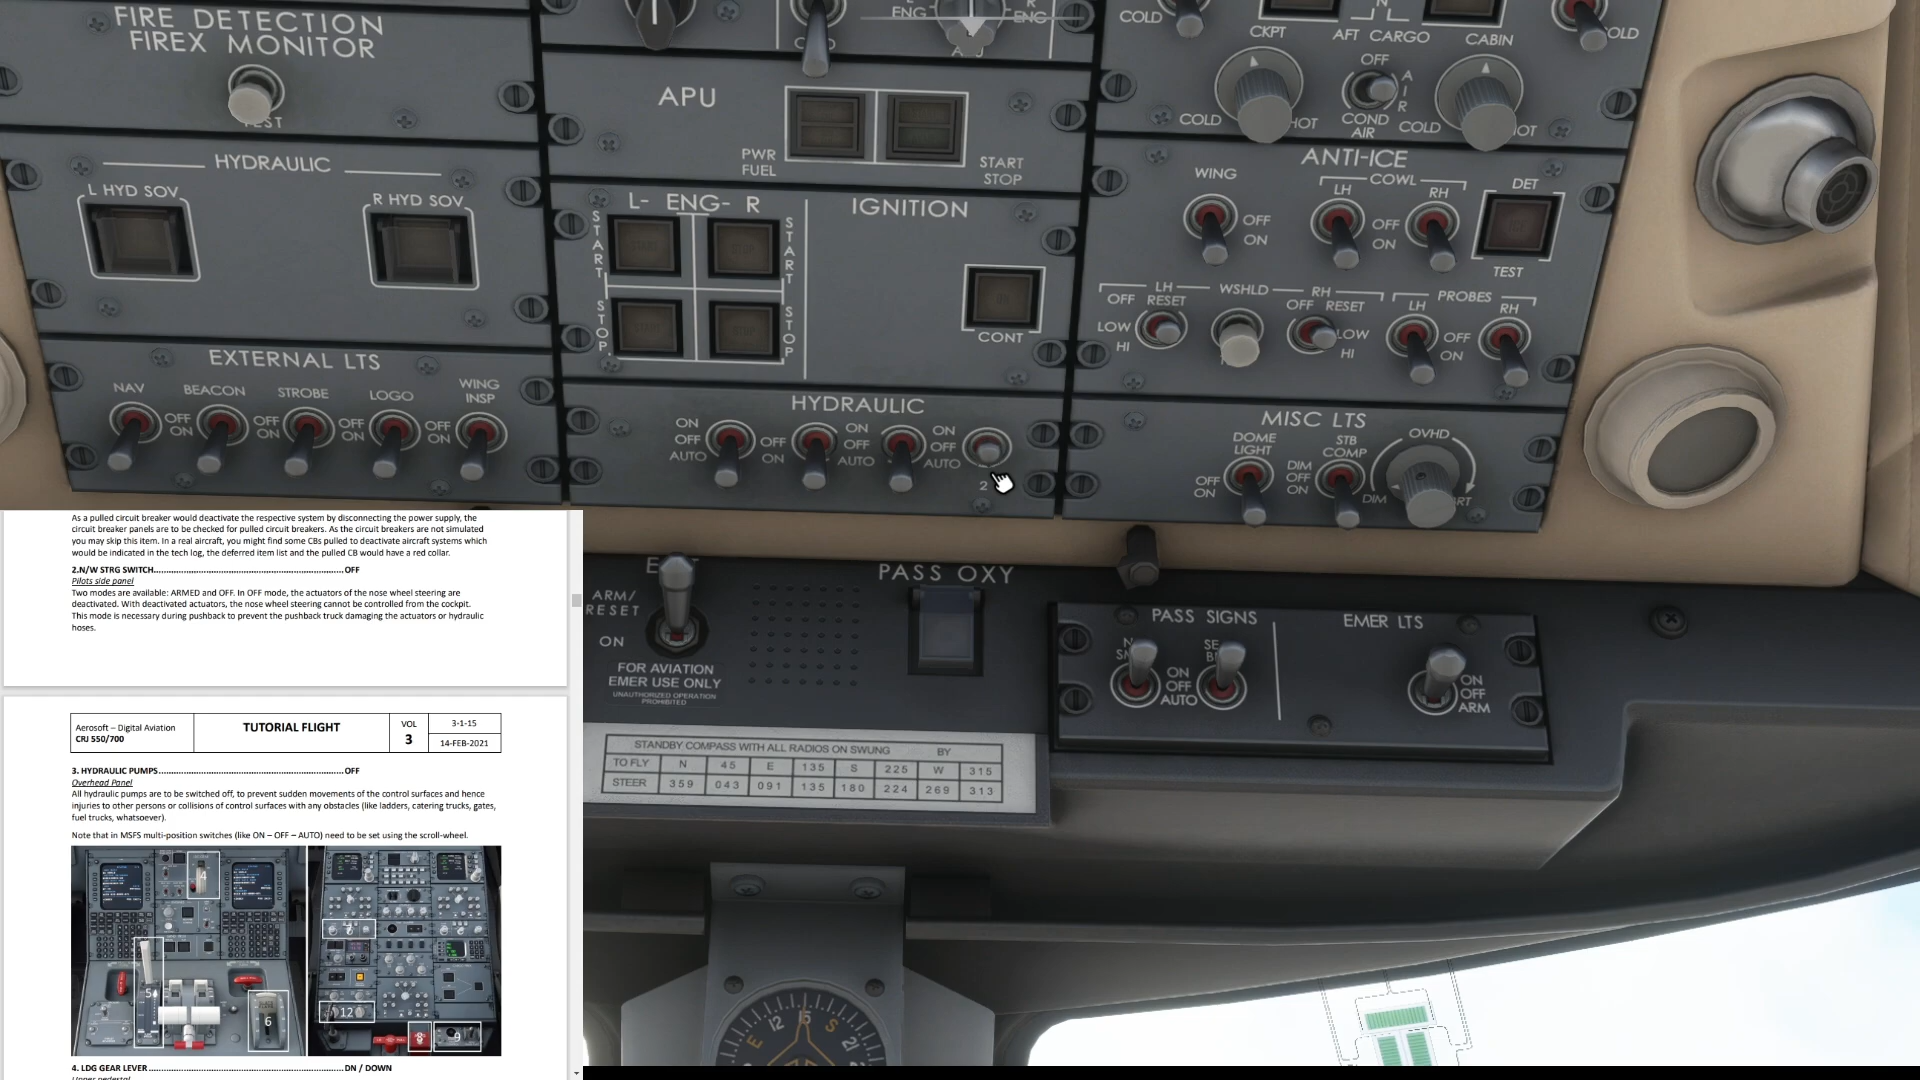 FIRE DETECTION
FIREX MONITOR
TEST
HYDRAULIC
L HYD SOV
R HYD SOV
EXTERNAL LTS
NAV
BEACON
STROBE
LOGO
WING
INSP
OFF
ON
OFF
ON
OFF
ON
OFF
ON
ENG
ENG
APU
PWR
FUEL
START
STOP
L- ENG- R
START
START
STOP
STOP
IGNITION
CONT
HYDRAULIC
ON
OFF
AUTO
OFF
ON
ON
OFF
AUTO
ON
OFF
AUTO
2
COLD
CKPT
AFT CARGO
CABIN
OFF
AIR
COLD
HOT
COND
AIR
COLD
ANTI-ICE
WING
COWL
LH
RH
DET
OFF
ON
OFF
ON
TEST
LH
WSHLD
RH
PROBES
OFF RESET
OFF RESET
LH
RH
LOW
HI
LOW
HI
OFF
ON
MISC LTS
DOME
LIGHT
STB
COMP
OVHD
OFF
ON
DIM
OFF
ON
DIM
BRT
ARM/
RESET
ON
FOR AVIATION
EMER USE ONLY
UNAUTHORIZED OPERATION
PROHIBITED
PASS OXY
PASS SIGNS
ON
OFF
AUTO
EMER LTS
ON
OFF
ARM
STANDBY COMPASS WITH ALL RADIOS ON SWUNG BY
TO FLY N 45 E 135 S 225 W 315
STEER 359 043 091 135 180 224 269 313
12 15 S 21
E
As a pulled circuit breaker would deactivate the respective system by disconnecting the power supply, the
circuit breaker panels are to be checked for pulled circuit breakers. As the circuit breakers are not simulated
you may skip this item. In a real aircraft, you might find some CBs pulled to deactivate aircraft systems which
would be indicated in the tech log, the deferred item list and the pulled CB would have a red collar.
2.N/W STRG SWITCH..................................................................OFF
Pilots side panel
Two modes are available: ARMED and OFF. In OFF mode, the actuators of the nose wheel steering are
deactivated. With deactivated actuators, the nose wheel steering cannot be controlled from the cockpit.
This mode is necessary during pushback to prevent the pushback truck damaging the actuators or hydraulic
hoses.
Aerosoft – Digital Aviation
CRJ 550/700
TUTORIAL FLIGHT
VOL
3
3-1-15
14-FEB-2021
3. HYDRAULIC PUMPS.................................................................OFF
Overhead Panel
All hydraulic pumps are to be switched off, to prevent sudden movements of the control surfaces and hence
injuries to other persons or collisions of control surfaces with any obstacles (like ladders, catering trucks, gates,
fuel trucks, whatsoever).
Note that in MSFS multi-position switches (like ON – OFF – AUTO) need to be set using the scroll-wheel.
4
5
6
12
9
4. LDG GEAR LEVER....................................................................DN / DOWN